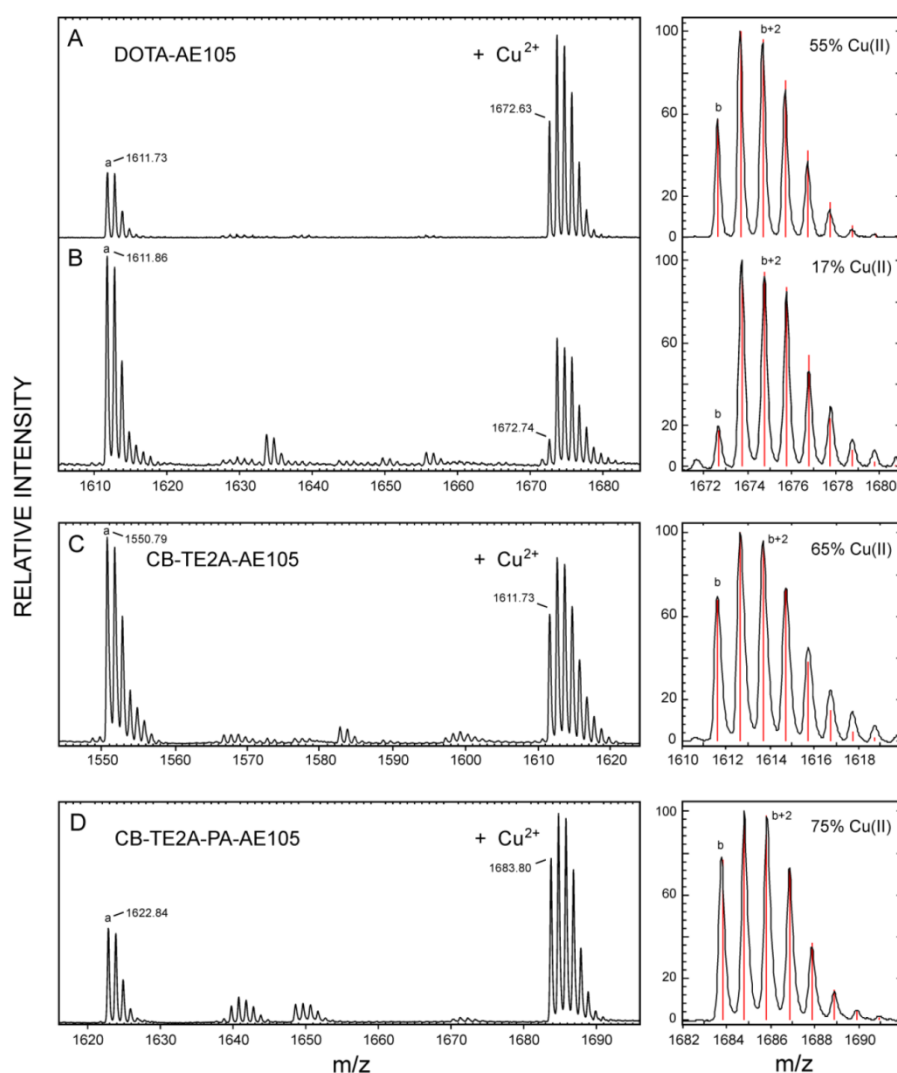 A
DOTA-AE105
+ Cu2+
1672.63
a
1611.73
b
b+2
55% Cu(II)
100
60
20
0
B
a
1611.86
1672.74
b
b+2
17% Cu(II)
100
60
20
0
1610 1620 1630 1640 1650 1660 1670 1680
1672 1674 1676 1678 1680
RELATIVE INTENSITY
C
a
1550.79
CB-TE2A-AE105
+ Cu2+
1611.73
b
b+2
65% Cu(II)
100
60
20
0
1550 1560 1570 1580 1590 1600 1610 1620
1610 1612 1614 1616 1618
D
CB-TE2A-PA-AE105
+ Cu2+
1683.80
a
1622.84
b
b+2
75% Cu(II)
100
60
20
0
1620 1630 1640 1650 1660 1670 1680 1690
1682 1684 1686 1688 1690
m/z
m/z